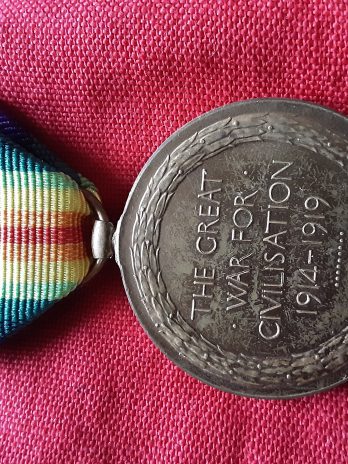 THE GREAT
· WAR FOR ·
CIVILISATION
1914-1919